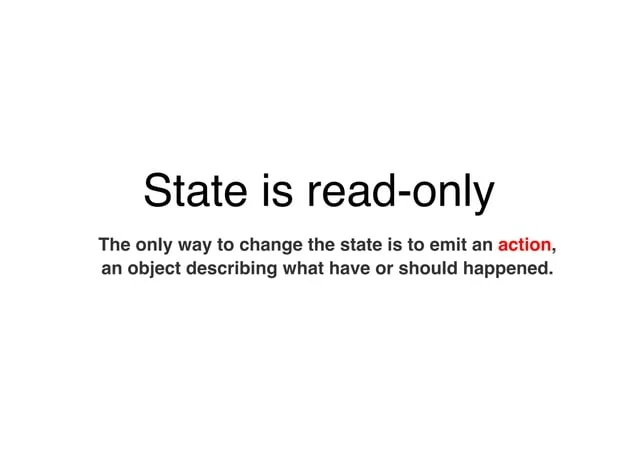 State is read-only
The only way to change the state is to emit an action,
an object describing what have or should happened.